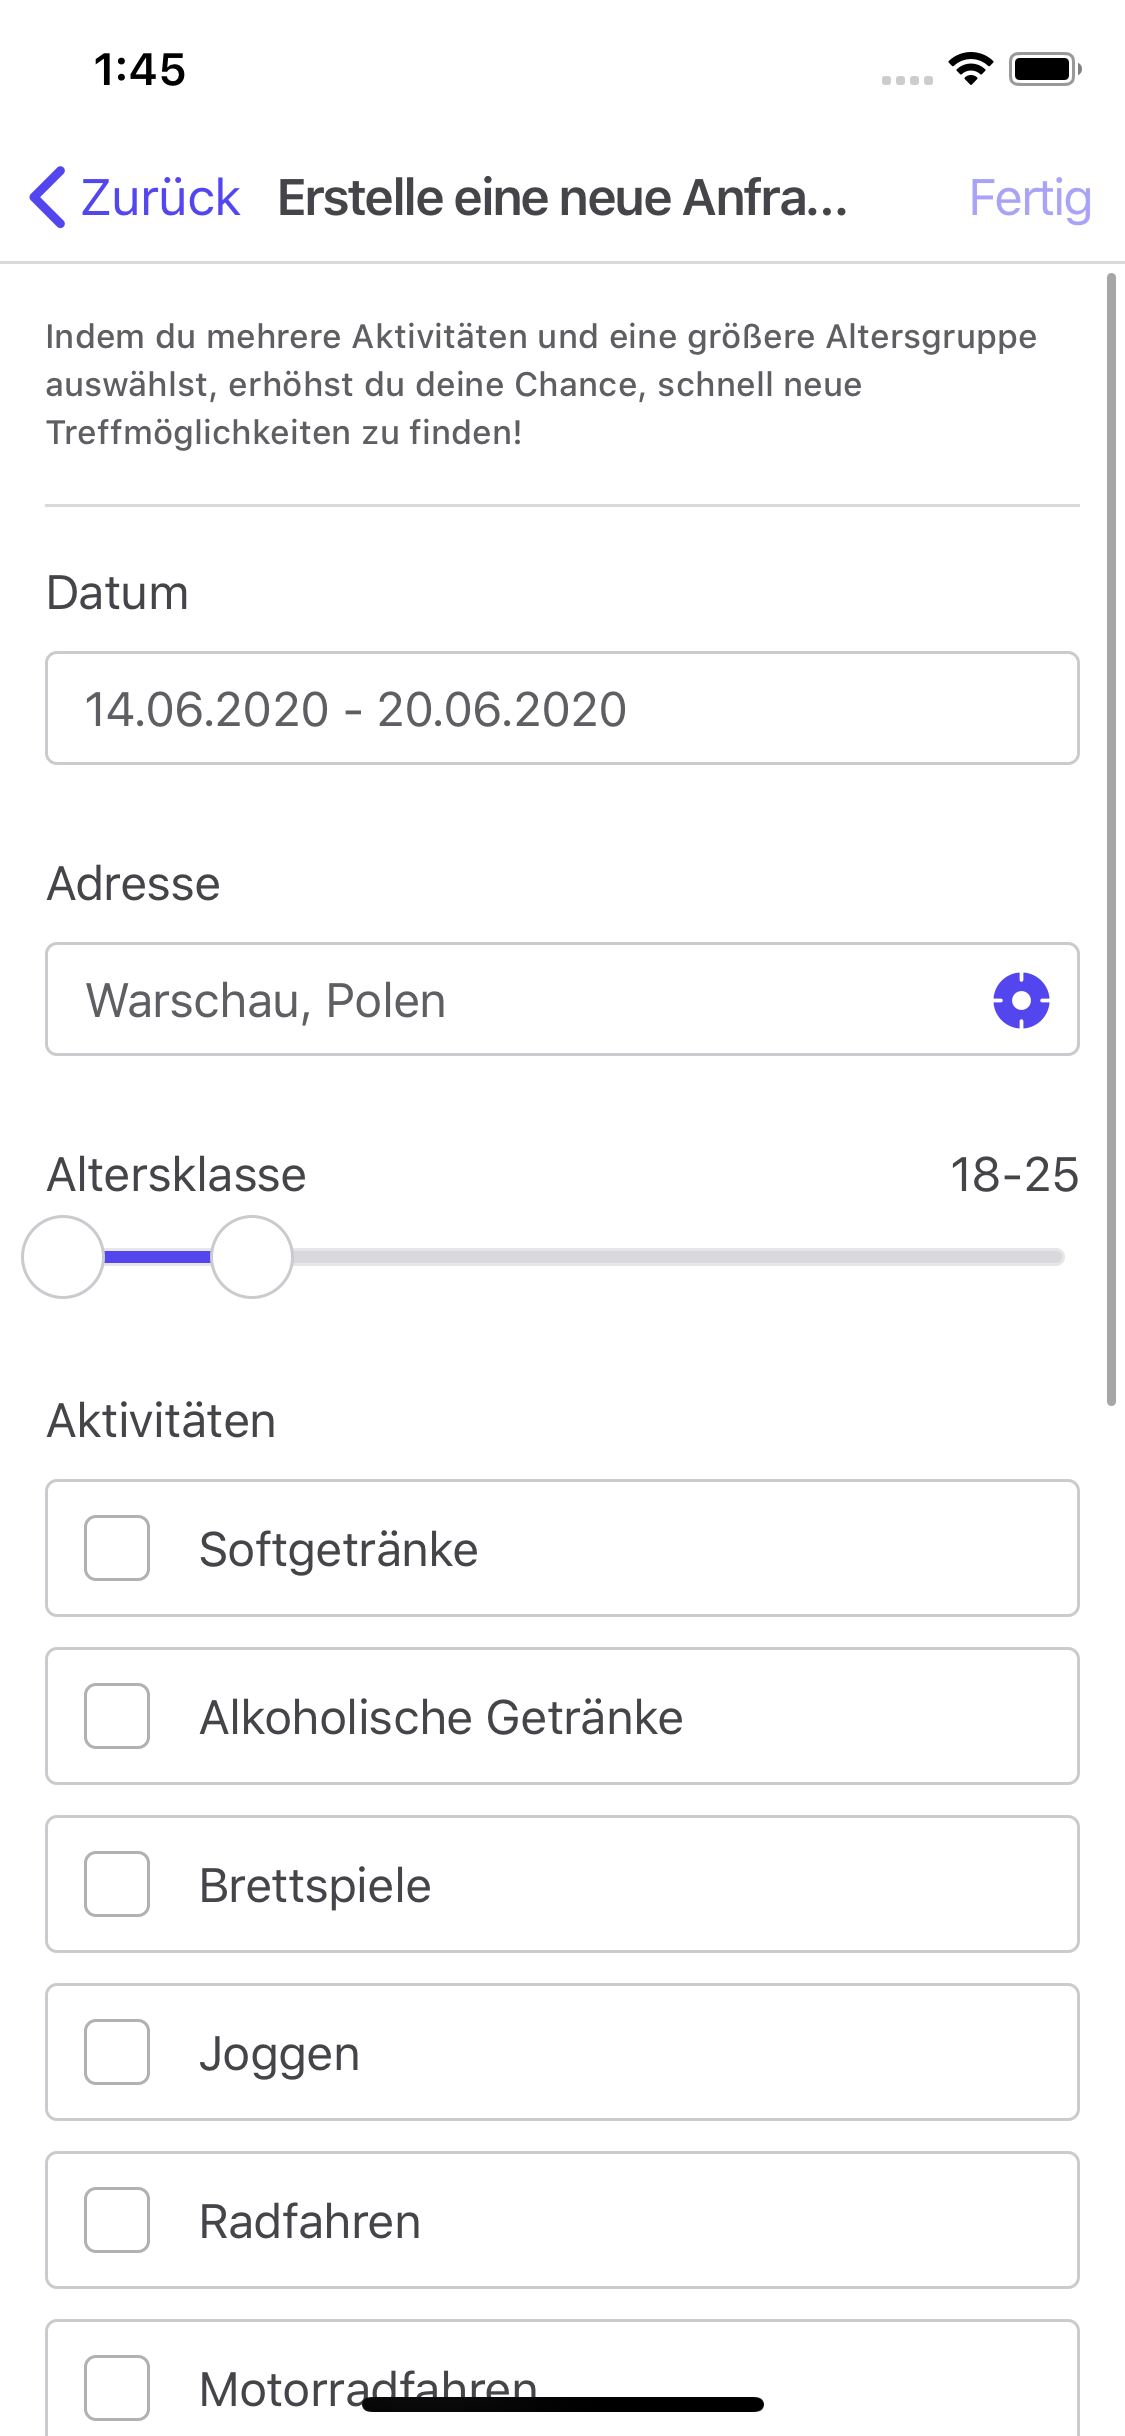 1:45
Zurück Erstelle eine neue Anfra... Fertig
Indem du mehrere Aktivitäten und eine größere Altersgruppe
auswählst, erhöhst du deine Chance, schnell neue
Treffmöglichkeiten zu finden!
Datum
14.06.2020 - 20.06.2020
Adresse
Warschau, Polen
Altersklasse 18-25
Aktivitäten
Softgetränke
Alkoholische Getränke
Brettspiele
Joggen
Radfahren
Motorradfahren